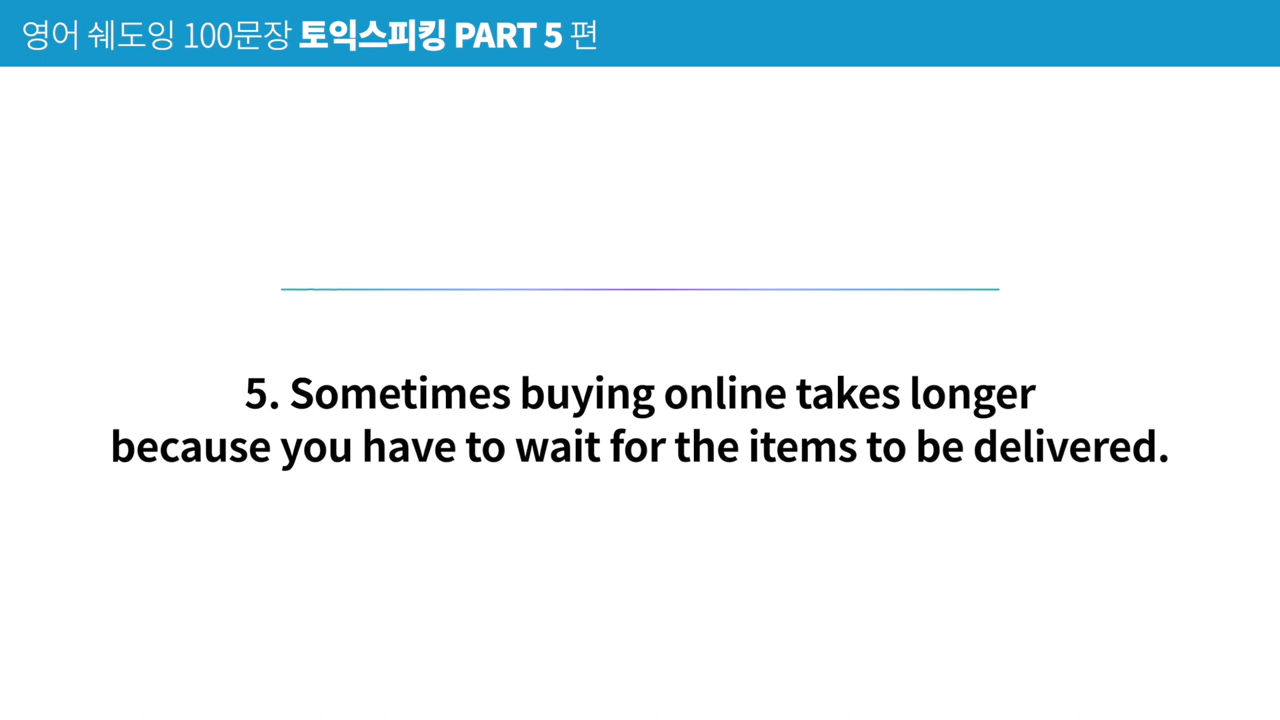 영어 쉐도잉 100문장 토익스피킹 PART 5 편
5. Sometimes buying online takes longer
because you have to wait for the items to be delivered.